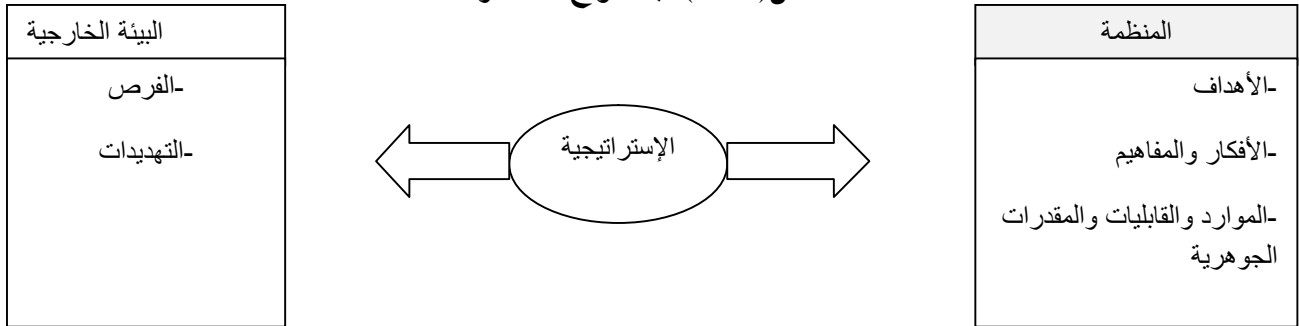 المنظمة
-الأهداف
-الأفكار والمفاهيم
-الموارد والقابليات والمقدرات
الجوهرية
الإستراتيجية
البيئة الخارجية
-الفرص
-التهديدات